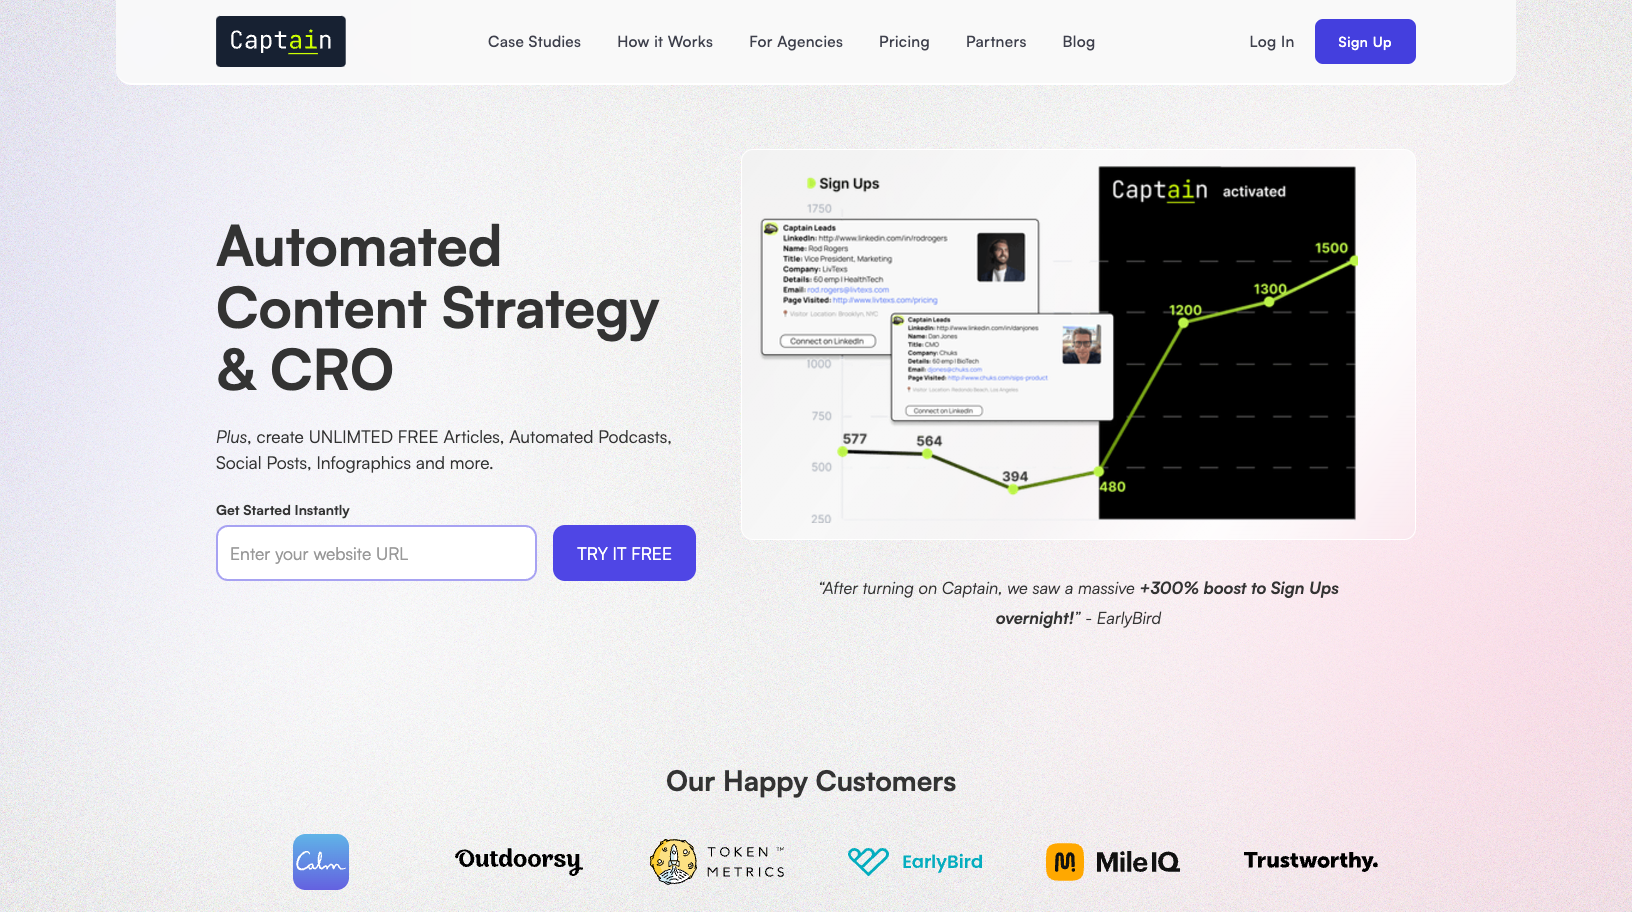 Captain
Case Studies
How it Works
For Agencies
Pricing
Partners
Blog
Log In
Sign Up
Automated
Content Strategy
& CRO
Plus, create UNLIMTED FREE Articles, Automated Podcasts,
Social Posts, Infographics and more.
Get Started Instantly
Enter your website URL
TRY IT FREE
Sign Ups
1750
Captain Leads
LinkedIn: http://www.linkedin.com/in/rodrogers
Name: Rod Rogers
Title: Vice President, Marketing
Company: LivTexs
Details: 60 emp | HealthTech
Email: rod.rogers@livtexs.com
Page Visited: http://www.livtexs.com/pricing
Visitor Location: Brooklyn, NYC
Connect on LinkedIn
Captain Leads
LinkedIn: http://www.linkedin.com/in/danjones
Name: Dan Jones
Title: CMO
Company: Chuks
Details: 60 emp | BioTech
Email: djones@chuks.com
Page Visited: http://www.chuks.com/wpx-product
Visitor Location: Redondo Beach, Los Angeles
Connect on LinkedIn
1000
750
500
250
577
564
394
480
Captain activated
1200
1300
1500
“After turning on Captain, we saw a massive +300% boost to Sign Ups
overnight!” - EarlyBird
Our Happy Customers
Calm
Outdoorsy
TOKEN ™
METRICS
EarlyBird
MileIQ
Trustworthy.